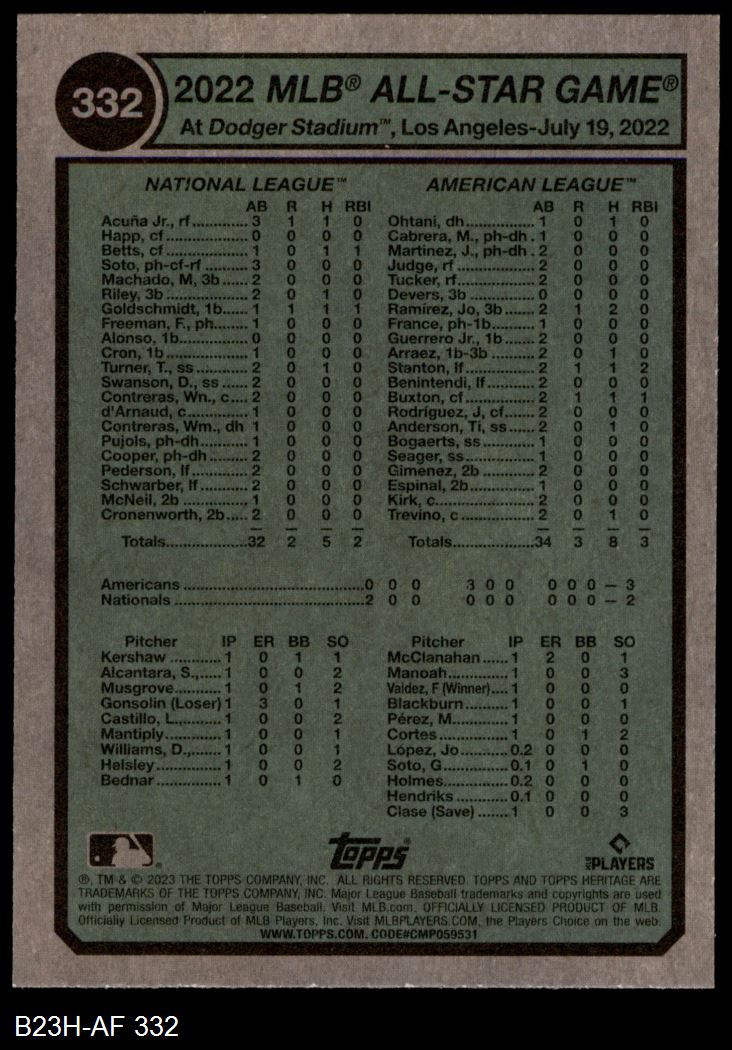 332
2022 MLB® ALL-STAR GAME®
At Dodger Stadium™, Los Angeles-July 19, 2022
NATIONAL LEAGUE™
AB R H RBI
Acuña Jr., rf............. 3 1 1 0
Happ, cf................... 0 0 0 0
Betts, cf.................... 1 0 1 1
Soto, ph-cf-rf .......... 3 0 0 0
Machado, M, 3b ..... 2 0 0 0
Riley, 3b ................... 2 0 1 0
Goldschmidt, 1b...... 1 1 1 1
Freeman, F., ph....... 1 0 0 0
Alonso, 1b................ 0 0 0 0
Cron, 1b.................... 1 0 0 0
Turner, T., ss ............ 2 0 1 0
Swanson, D., ss ...... 2 0 0 0
Contreras, Wn., c.... 2 0 0 0
d'Arnaud, c.............. 1 0 0 0
Contreras, Wm., dh 1 0 0 0
Pujols, ph-dh........... 1 0 0 0
Cooper, ph-dh......... 2 0 0 0
Pederson, lf ............. 2 0 0 0
Schwarber, lf........... 2 0 0 0
McNeil, 2b ............... 1 0 0 0
Cronenworth, 2b..... 2 0 0 0
Totals....................32 2 5 2
AMERICAN LEAGUE™
AB R H RBI
Ohtani, dh................. 1 0 1 0
Cabrera, M., ph-dh . 1 0 0 0
Martinez, J., ph-dh . 2 0 0 0
Judge, rf................... 2 0 0 0
Tucker, rf.................. 2 0 0 0
Devers, 3b ............... 0 0 0 0
Ramírez, Jo, 3b....... 2 1 2 0
France, ph-1b.......... 1 0 0 0
Guerrero Jr., 1b....... 2 0 0 0
Arraez, 1b-3b .......... 2 0 1 0
Stanton, lf................ 2 1 1 2
Benintendi, lf........... 2 0 0 0
Buxton, cf................. 2 1 1 1
Rodríguez, J, cf....... 2 0 0 0
Anderson, Ti, ss ...... 2 0 1 0
Bogaerts, ss............ 1 0 0 0
Seager, ss................ 1 0 0 0
Gimenez, 2b ............ 2 0 0 0
Espinal, 2b............... 1 0 0 0
Kirk, c........................ 2 0 0 0
Trevino, c................. 2 0 1 0
Totals....................34 3 8 3
Americans ..........................................0 0 0 3 0 0 0 0 0 — 3
Nationals ............................................2 0 0 0 0 0 0 0 0 — 2
Pitcher IP ER BB SO
Kershaw ............ 1 0 1 1
Alcantara, S.,..... 1 0 0 2
Musgrove.......... 1 0 1 2
Gonsolin (Loser) 1 3 0 1
Castillo, L.,......... 1 0 0 2
Mantiply............ 1 0 0 1
Williams, D.,...... 1 0 0 1
Helsley.............. 1 0 0 2
Bednar.............. 1 0 1 0
Pitcher IP ER BB SO
McClanahan ...... 1 2 0 1
Manoah............. 1 0 0 3
Valdez, F (Winner).... 1 0 0 0
Blackburn.......... 1 0 0 1
Pérez, M............ 1 0 0 0
Cortes ............... 1 0 1 2
López, Jo.......... 0.2 0 0 0
Soto, G.............. 0.1 0 1 0
Holmes.............. 0.2 0 0 0
Hendriks ........... 0.1 0 0 0
Clase (Save) ....... 1 0 0 3
Topps
MLB PLAYERS
®, TM & © 2023 THE TOPPS COMPANY, INC. ALL RIGHTS RESERVED. TOPPS AND TOPPS HERITAGE ARE
TRADEMARKS OF THE TOPPS COMPANY, INC. Major League Baseball trademarks and copyrights are used
with permission of Major League Baseball. Visit MLB.com. OFFICIALLY LICENSED PRODUCT OF MLB
Officially Licensed Product of MLB Players, Inc. Visit MLBPLAYERS.COM, the Players Choice on the web.
WWW.TOPPS.COM. CODE#CMP059531
B23H-AF 332